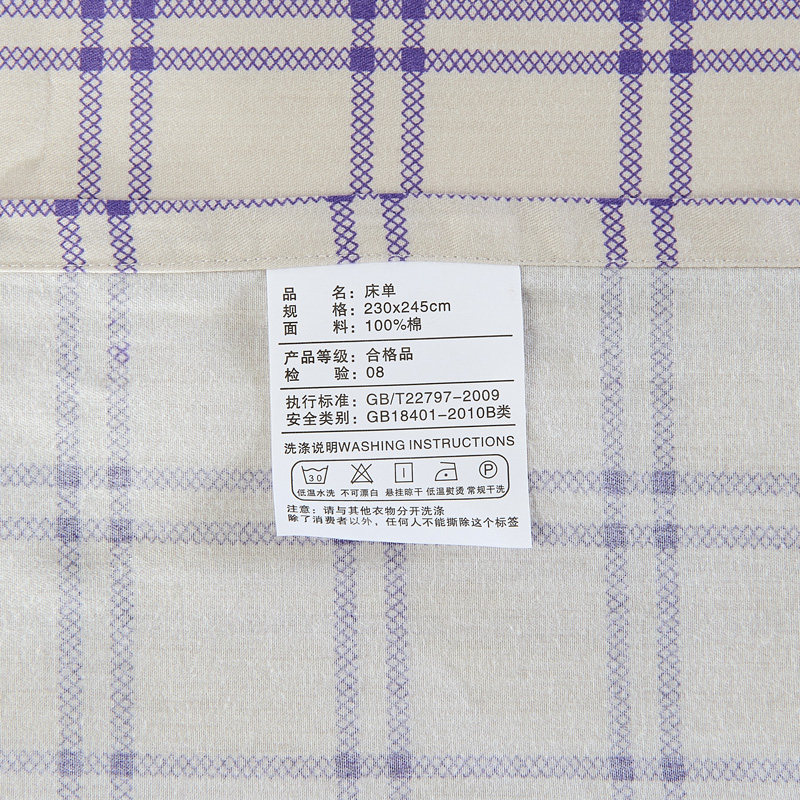 品 名：床单
规 格：230x245cm
面 料：100%棉
产品等级：合格品
检 验：08
执行标准：GB/T22797-2009
安全类别：GB18401-2010B类
洗涤说明WASHING INSTRUCTIONS
30 P
低温水洗 不可漂白 悬挂晾干 低温熨烫 常规干洗
注意：请与其他衣物分开洗涤
除了消费者以外，任何人不能撕除这个标签